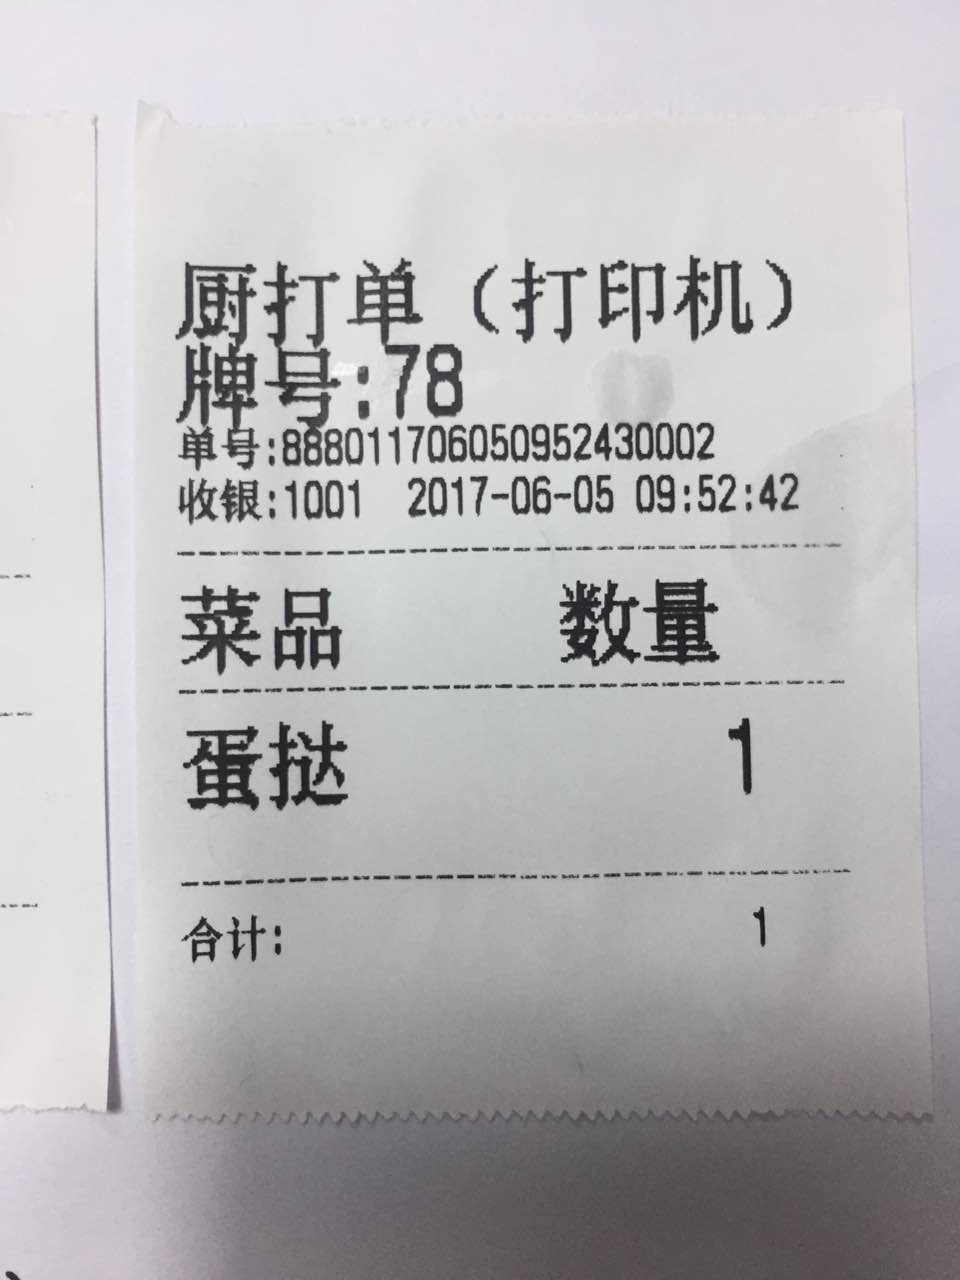 厨打单（打印机）
牌号:78
单号:888011706050952430002
收银:1001 2017-06-05 09:52:42
菜品 数量
蛋挞 1
合计: 1